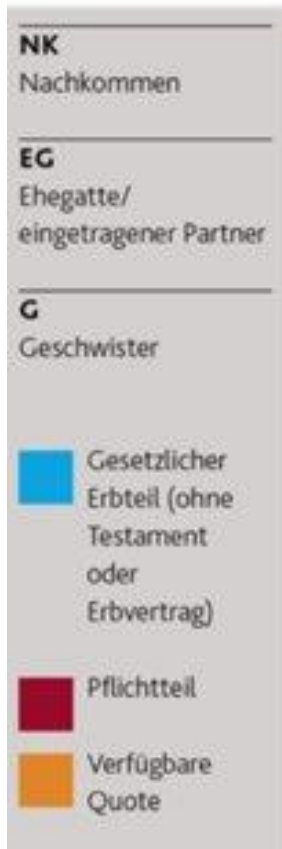 NK
Nachkommen
EG
Ehegatte/
eingetragener Partner
G
Geschwister
Gesetzlicher
Erbteil (ohne
Testament
oder
Erbvertrag)
Pflichtteil
Verfügbare
Quote